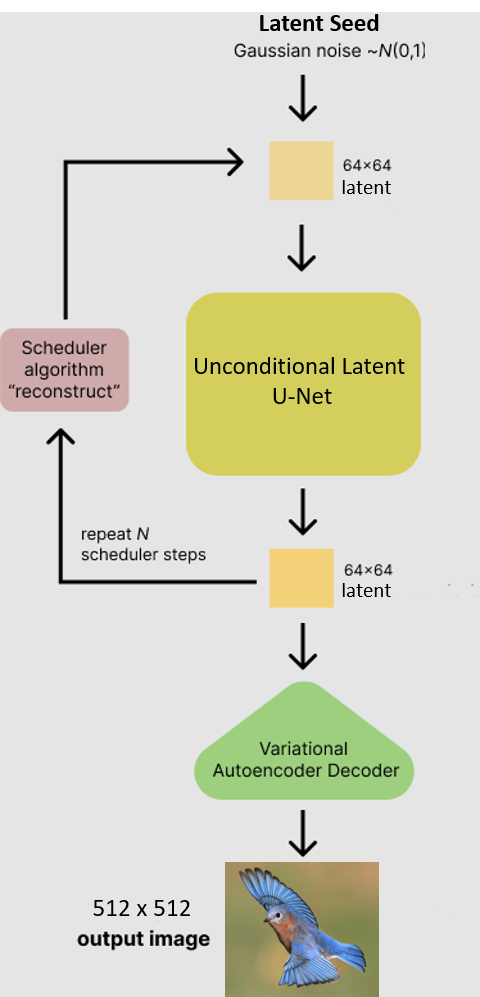 Latent Seed
Gaussian noise ~N(0,1)
64×64
latent
Unconditional Latent
U-Net
Scheduler
algorithm
“reconstruct”
repeat N
scheduler steps
64×64
latent
Variational
Autoencoder Decoder
512 x 512
output image